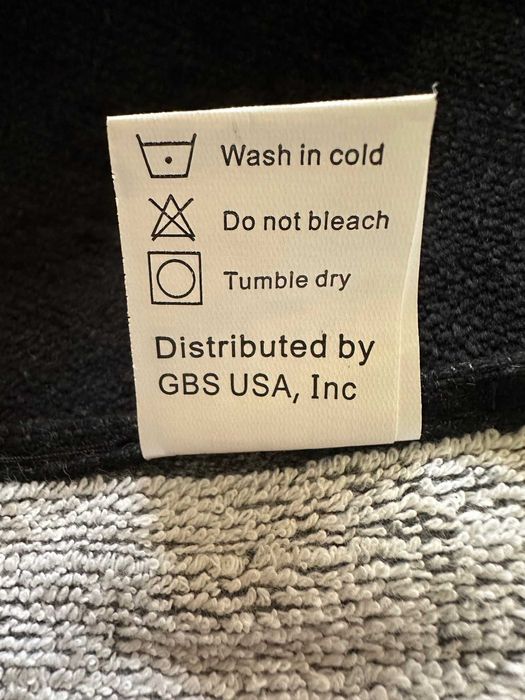 Wash in cold
Do not bleach
Tumble dry
Distributed by
GBS USA, Inc